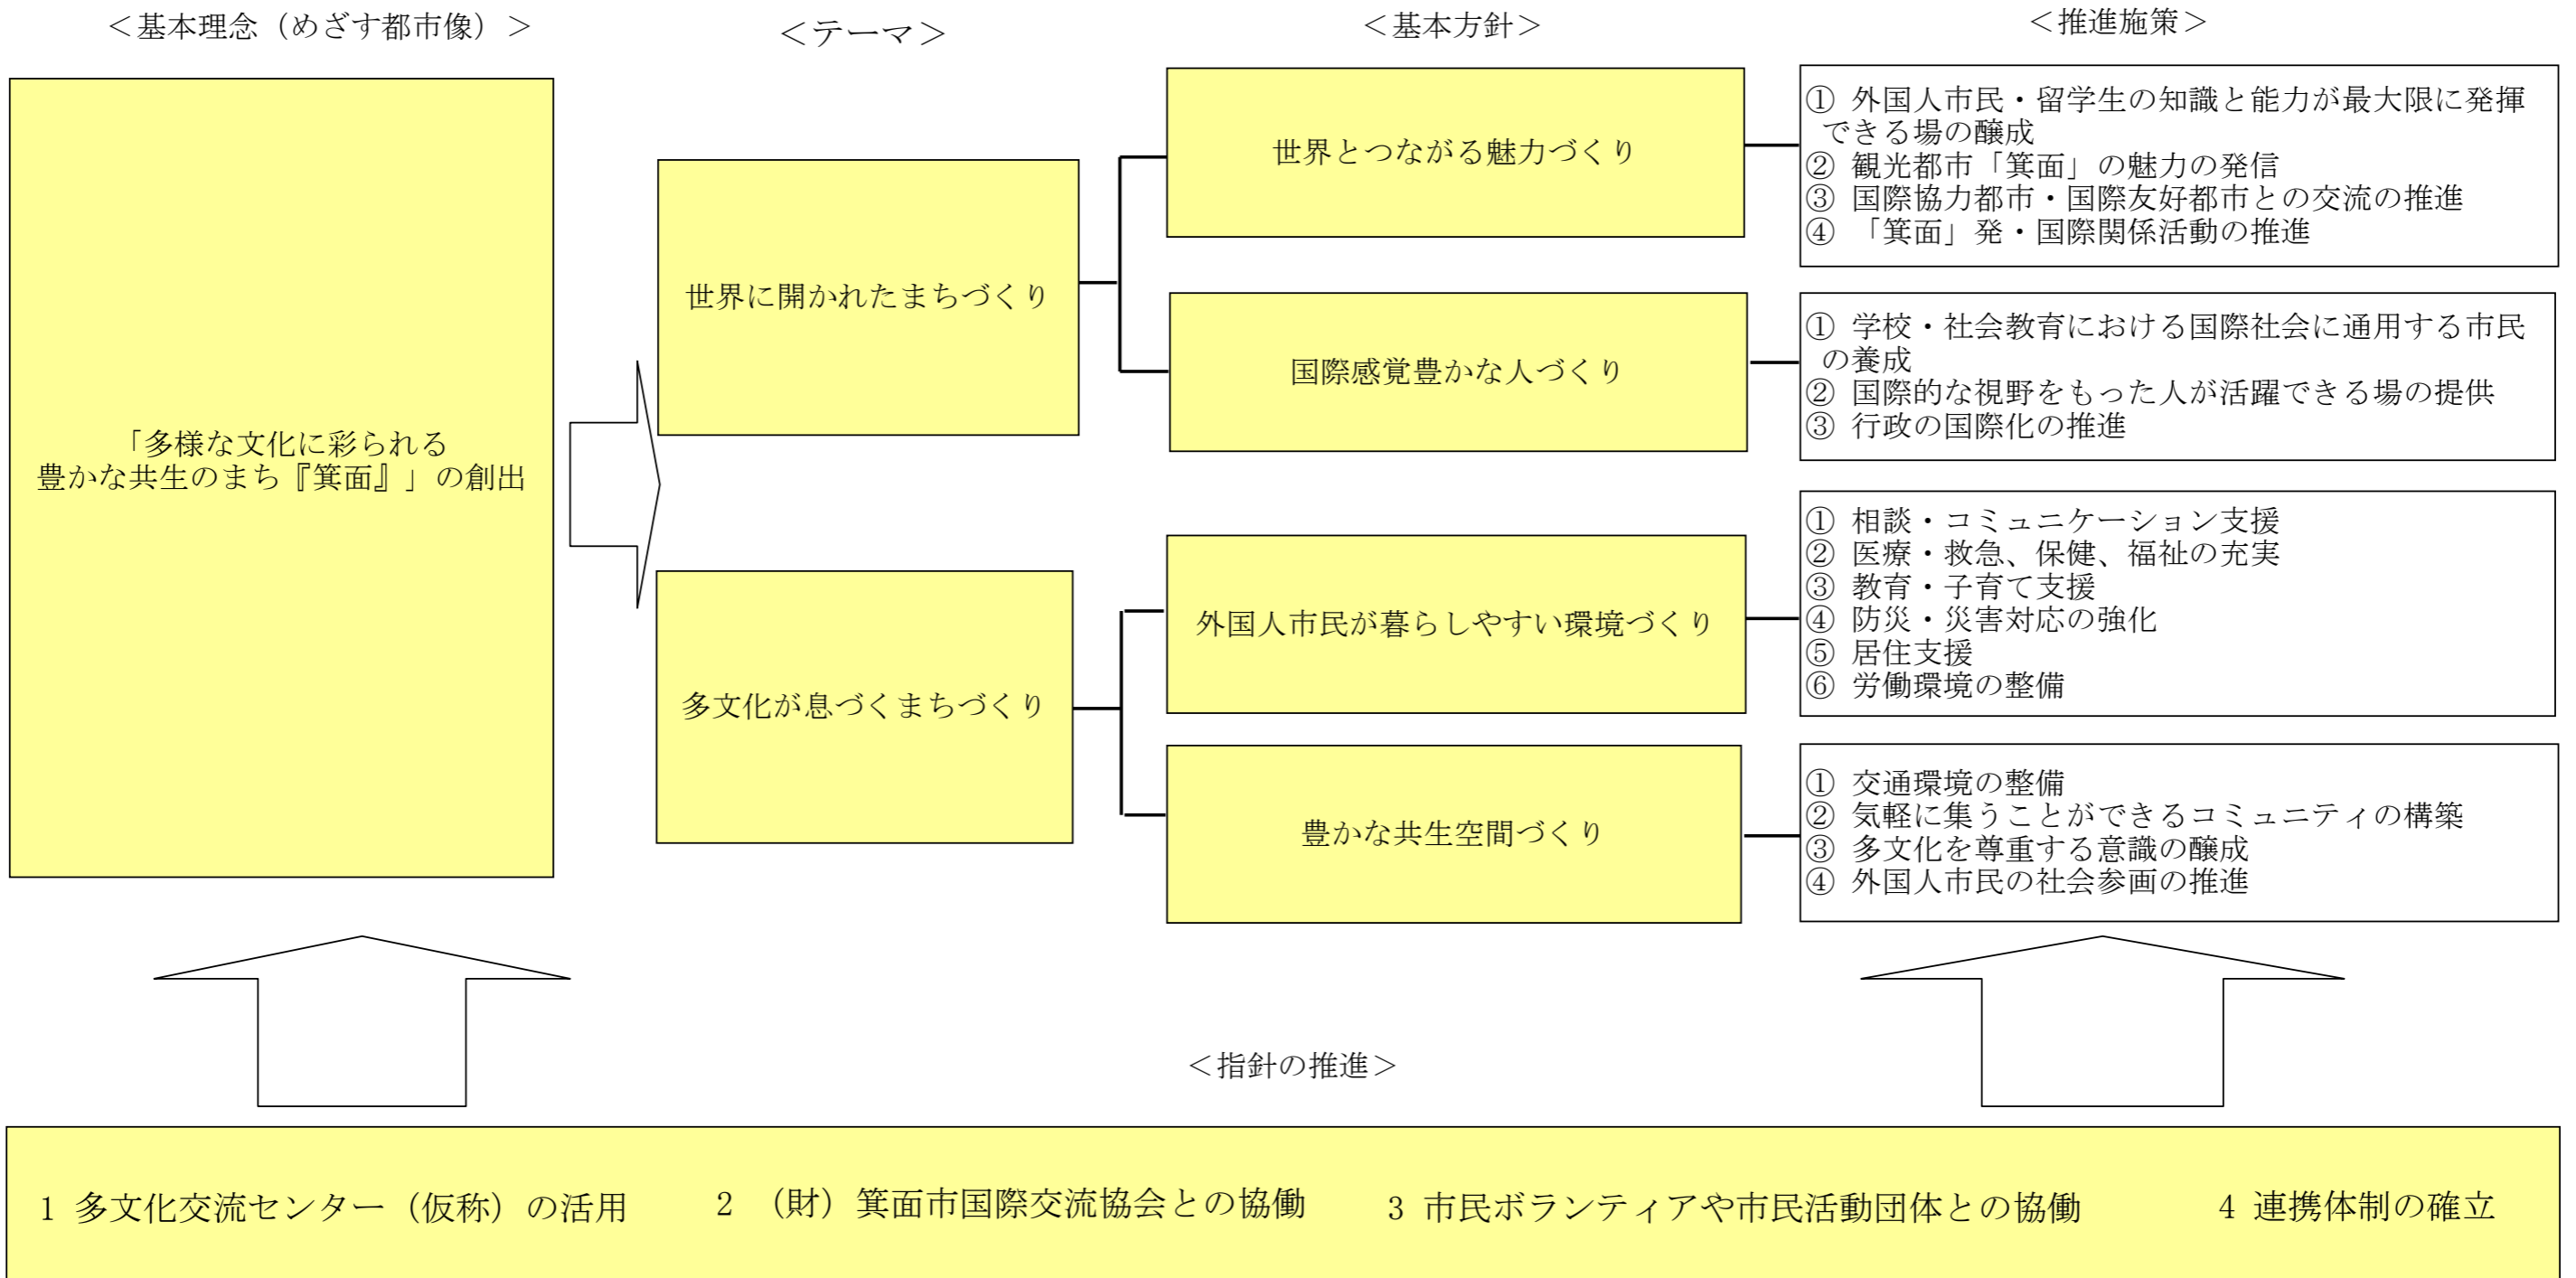 ＜基本理念（めざす都市像）＞
＜テーマ＞
＜基本方針＞
＜推進施策＞
「多様な文化に彩られる
豊かな共生のまち『箕面』」の創出
世界に開かれたまちづくり
世界とつながる魅力づくり
① 外国人市民・留学生の知識と能力が最大限に発揮
できる場の醸成
② 観光都市「箕面」の魅力の発信
③ 国際協力都市・国際友好都市との交流の推進
④ 「箕面」発・国際関係活動の推進
国際感覚豊かな人づくり
① 学校・社会教育における国際社会に通用する市民
の養成
② 国際的な視野をもった人が活躍できる場の提供
③ 行政の国際化の推進
多文化が息づくまちづくり
外国人市民が暮らしやすい環境づくり
① 相談・コミュニケーション支援
② 医療・救急、保健、福祉の充実
③ 教育・子育て支援
④ 防災・災害対応の強化
⑤ 居住支援
⑥ 労働環境の整備
豊かな共生空間づくり
① 交通環境の整備
② 気軽に集うことができるコミュニティの構築
③ 多文化を尊重する意識の醸成
④ 外国人市民の社会参画の推進
＜指針の推進＞
1 多文化交流センター（仮称）の活用
2 （財）箕面市国際交流協会との協働
3 市民ボランティアや市民活動団体との協働
4 連携体制の確立